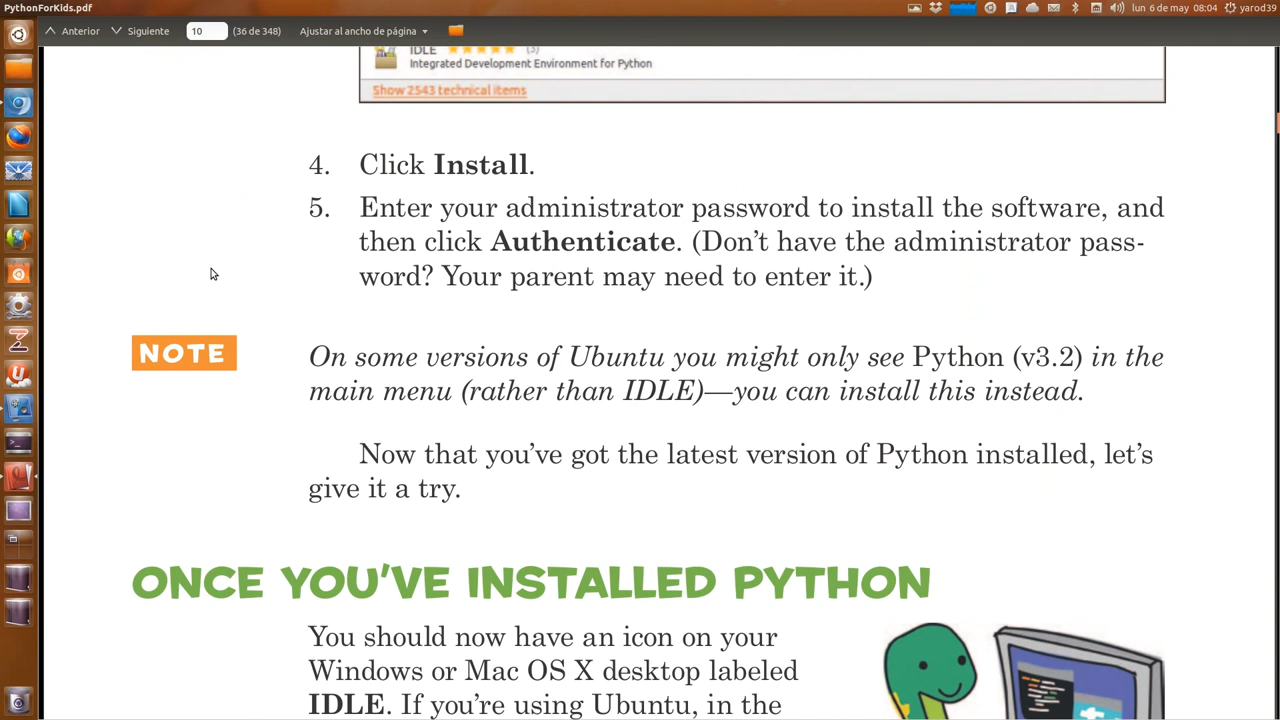 PythonForKids.pdf
lun 6 de may 08:04 yarod39
Anterior Siguiente 10 (36 de 348) Ajustar al ancho de página
IDLE (3)
Integrated Development Environment for Python
Show 2543 technical items
4. Click Install.
5. Enter your administrator password to install the software, and
then click Authenticate. (Don’t have the administrator pass-
word? Your parent may need to enter it.)
NOTE
On some versions of Ubuntu you might only see Python (v3.2) in the
main menu (rather than IDLE)—you can install this instead.
Now that you’ve got the latest version of Python installed, let’s
give it a try.
ONCE YOU’VE INSTALLED PYTHON
You should now have an icon on your
Windows or Mac OS X desktop labeled
IDLE. If you’re using Ubuntu, in the